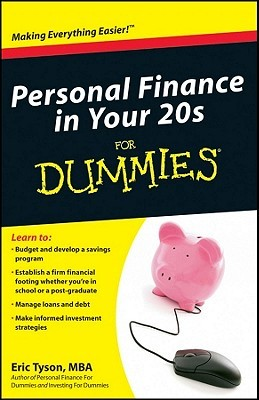 Making Everything Easier!™
Personal Finance
in Your 20s
FOR
DUMMIES®
Learn to:
• Budget and develop a savings
program
• Establish a firm financial
footing whether you're in
school or a post-graduate
• Manage loans and debt
• Make informed investment
strategies
Eric Tyson, MBA
Author of Personal Finance For
Dummies and Investing For Dummies